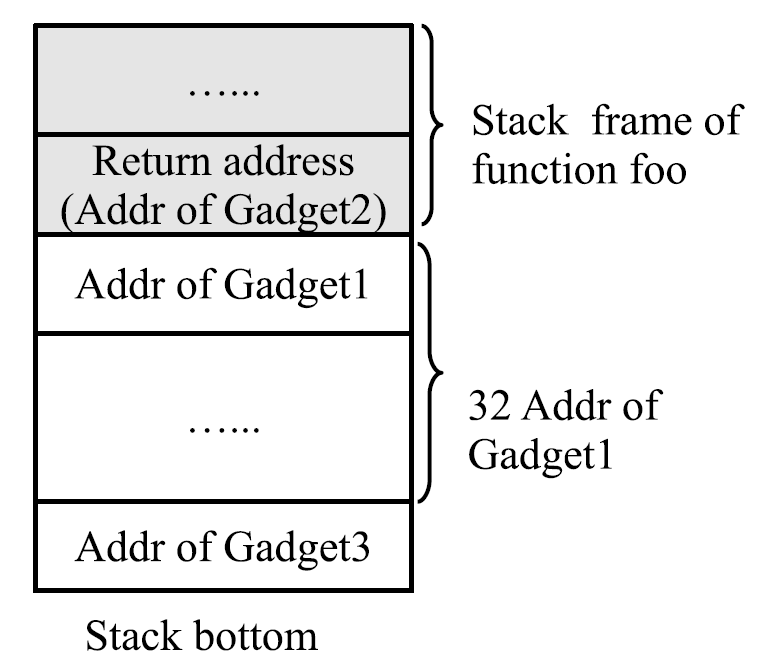 …...
Return address
(Addr of Gadget2)
Stack frame of
function foo
Addr of Gadget1
…...
32 Addr of
Gadget1
Addr of Gadget3
Stack bottom